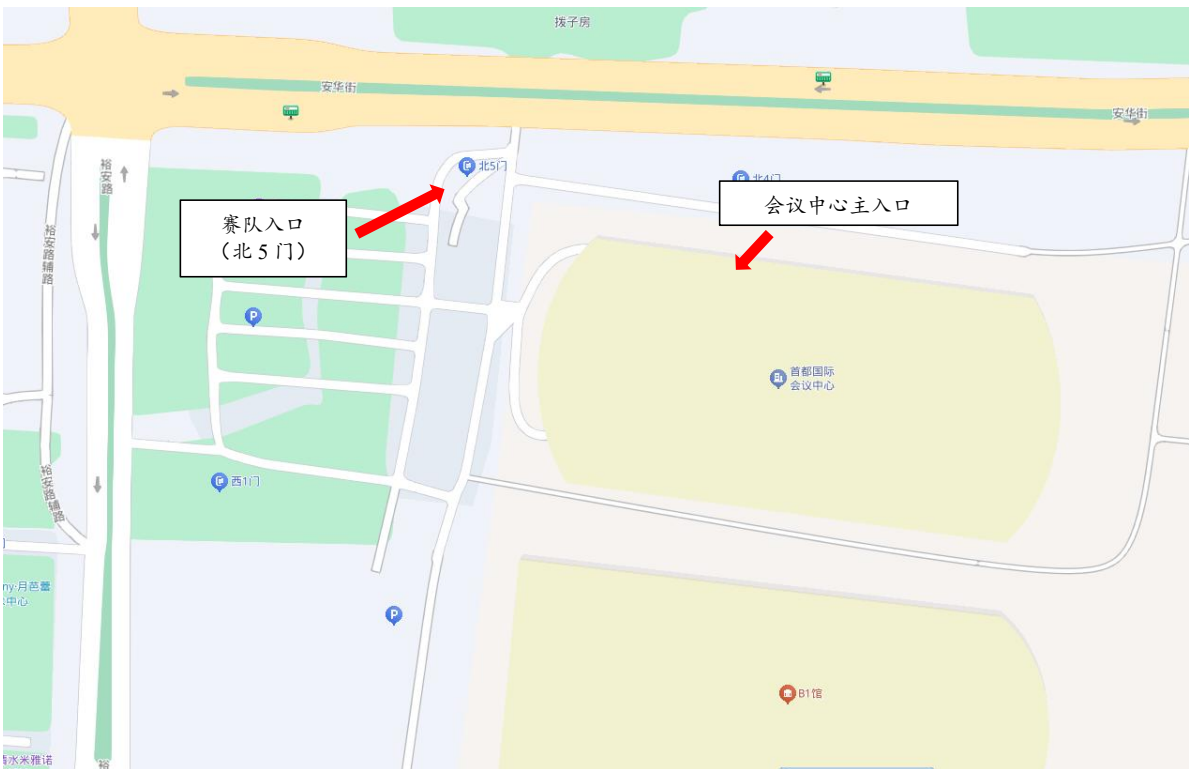 拨子房
安华街
安华街
北5门
北4门
裕安路
赛队入口
（北 5 门）
会议中心主入口
裕安路辅路
P
首都国际
会议中心
西1门
裕安路辅路
ny·月芭蕾
中心
P
B1馆
清水米雅诺
裕